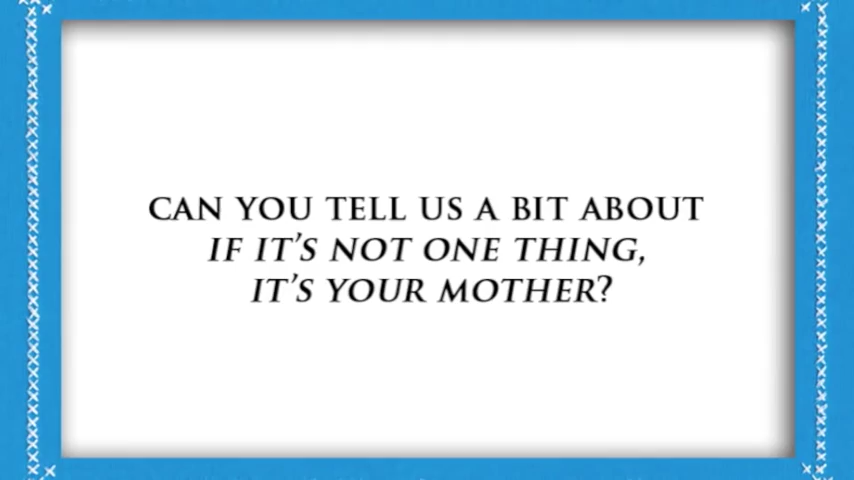 CAN YOU TELL US A BIT ABOUT
IF IT'S NOT ONE THING,
IT'S YOUR MOTHER?